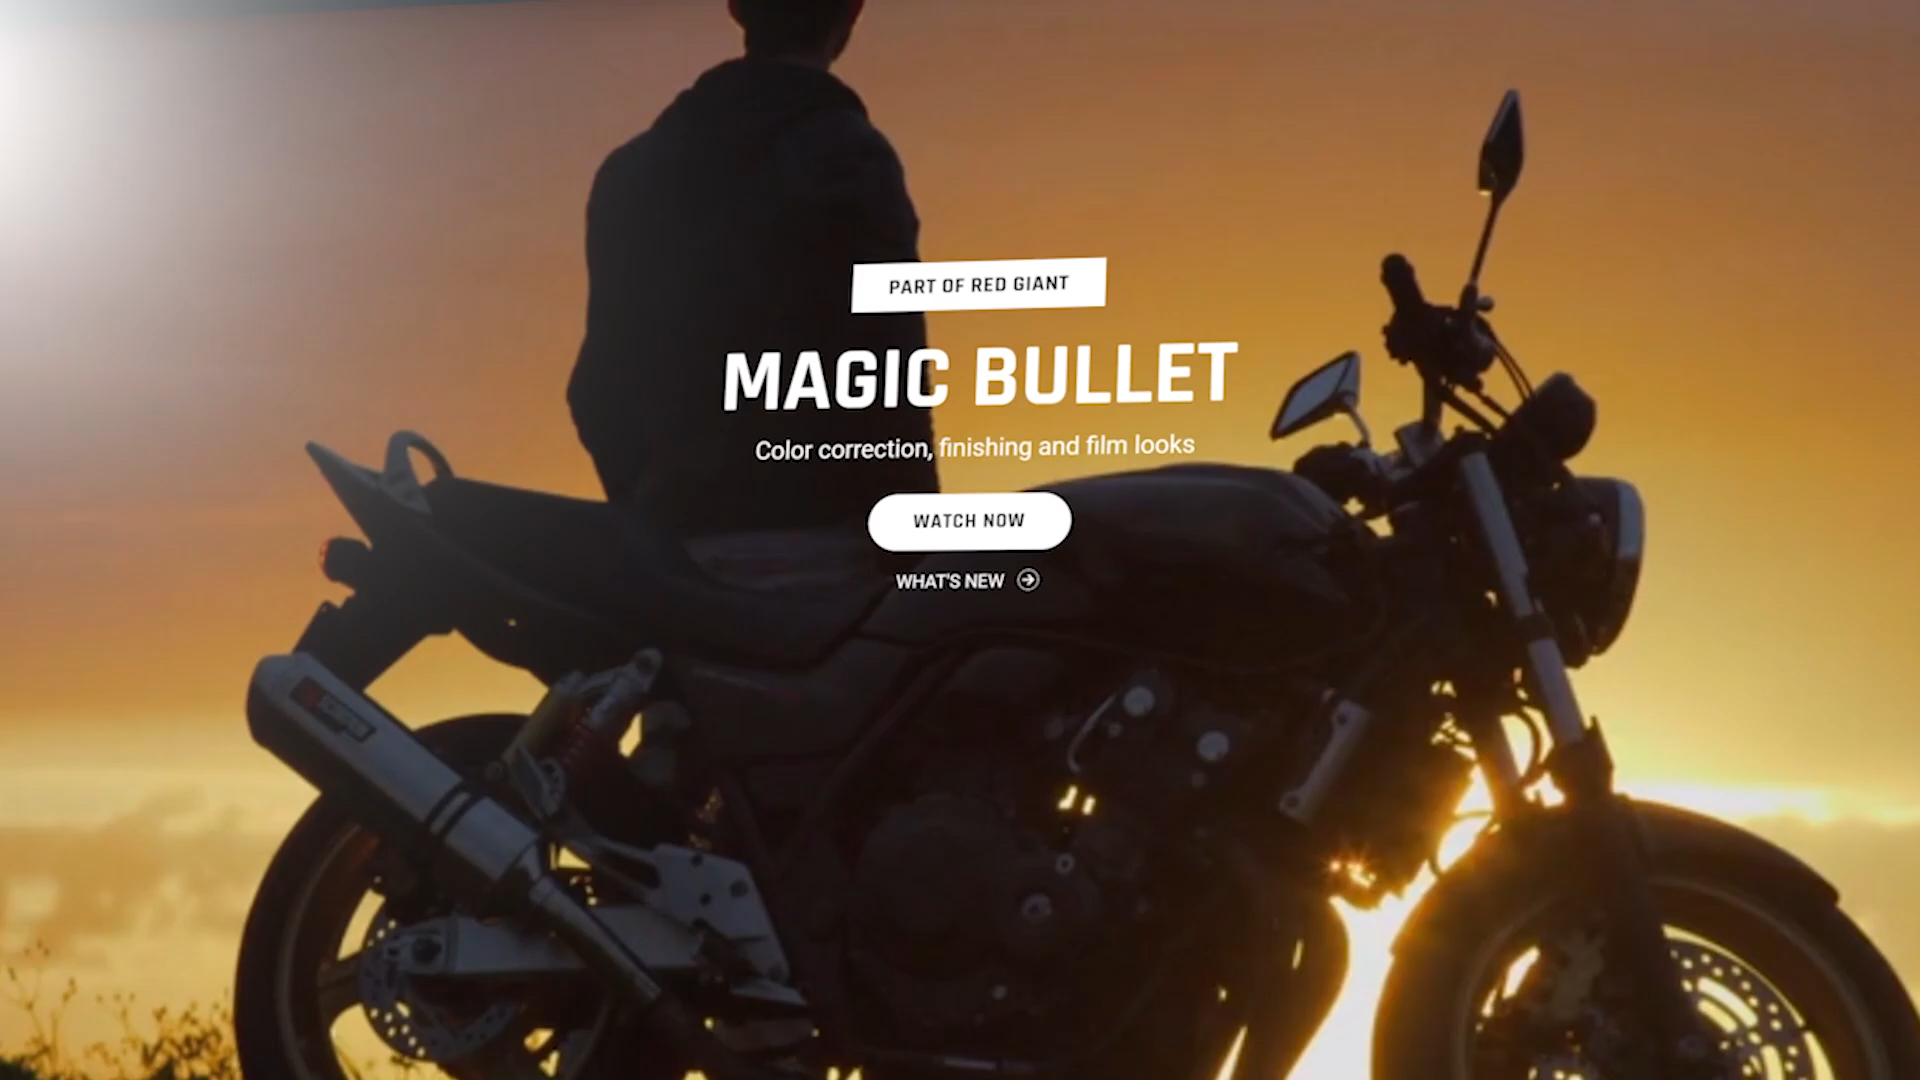 PART OF RED GIANT
MAGIC BULLET
Color correction, finishing and film looks
WATCH NOW
WHAT'S NEW